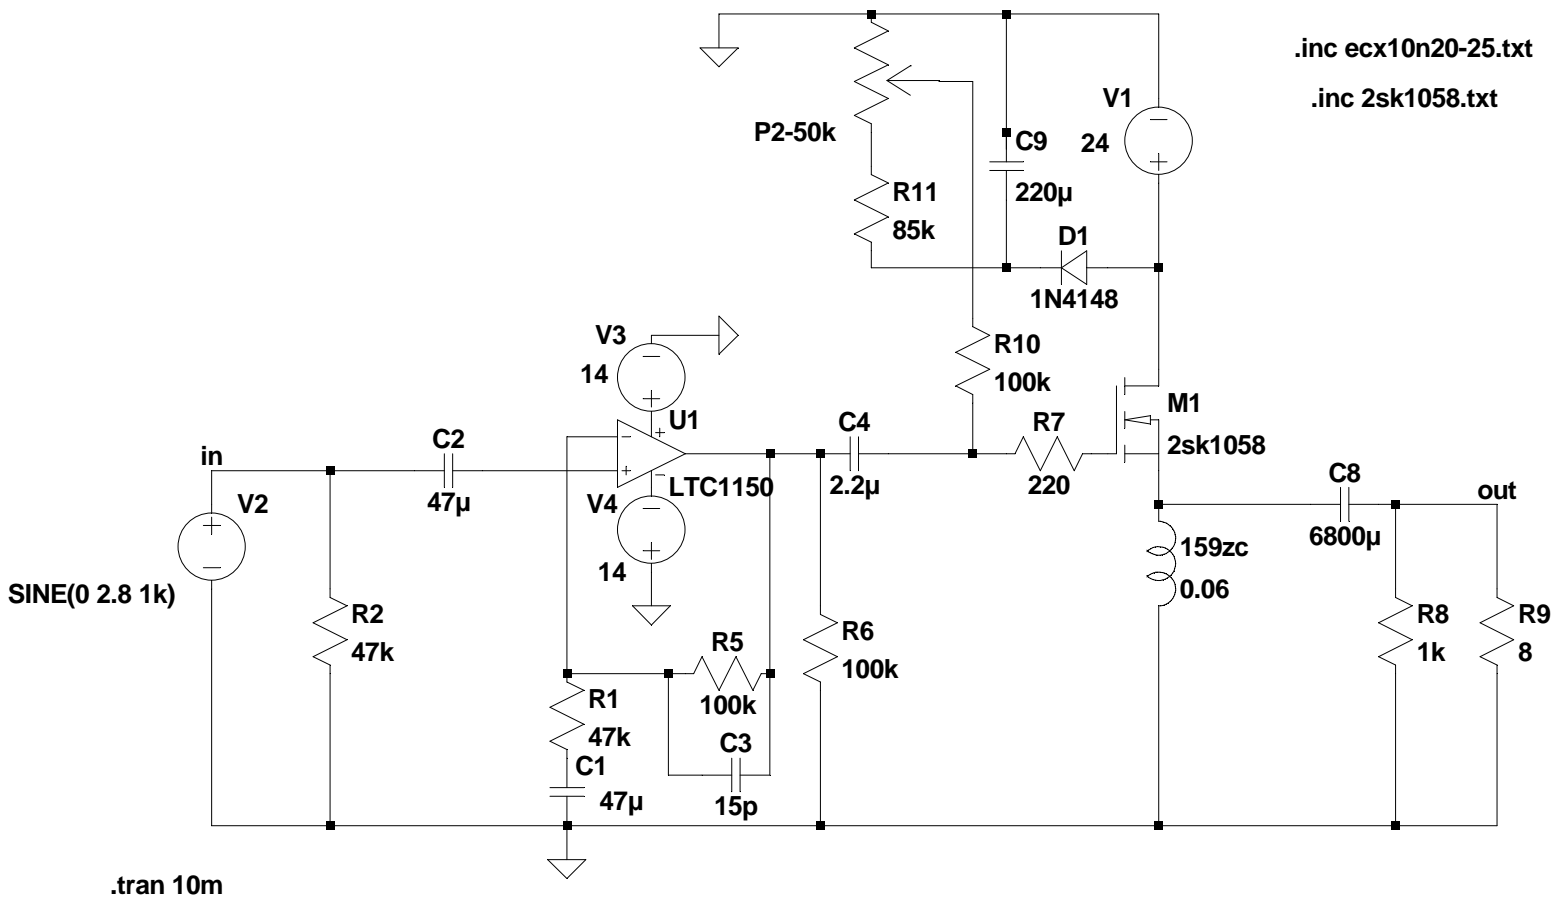 .inc ecx10n20-25.txt
.inc 2sk1058.txt
V1
24
P2-50k
C9
220µ
R11
85k
D1
1N4148
V3
14
R10
100k
U1
M1
2sk1058
C4
2.2µ
R7
220
in
C2
47µ
LTC1150
V4
14
V2
SINE(0 2.8 1k)
C8
6800µ
out
159zc
0.06
R2
47k
R6
100k
R5
100k
R8
1k
R9
8
R1
47k
C3
15p
C1
47µ
.tran 10m